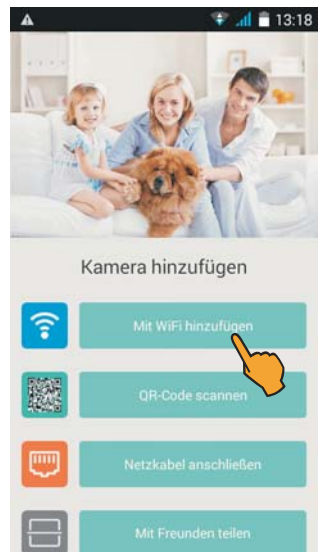 13:18
Kamera hinzufügen
Mit WiFi hinzufügen
QR-Code scannen
Netzkabel anschließen
Mit Freunden teilen